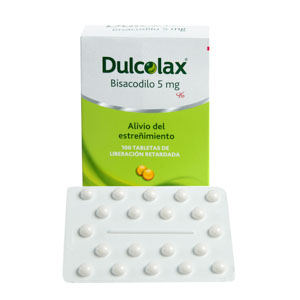 Dulcolax®
Bisacodilo 5 mg
Alivio del
estreñimiento
100 TABLETAS DE
LIBERACIÓN RETARDADA